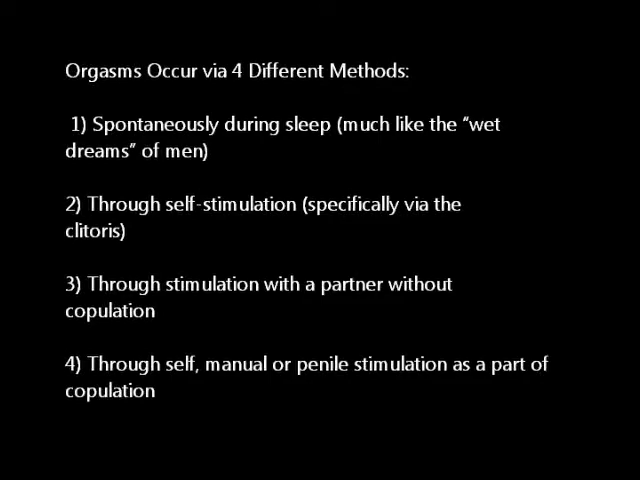 Orgasms Occur via 4 Different Methods:
1) Spontaneously during sleep (much like the “wet
dreams” of men)
2) Through self-stimulation (specifically via the
clitoris)
3) Through stimulation with a partner without
copulation
4) Through self, manual or penile stimulation as a part of
copulation